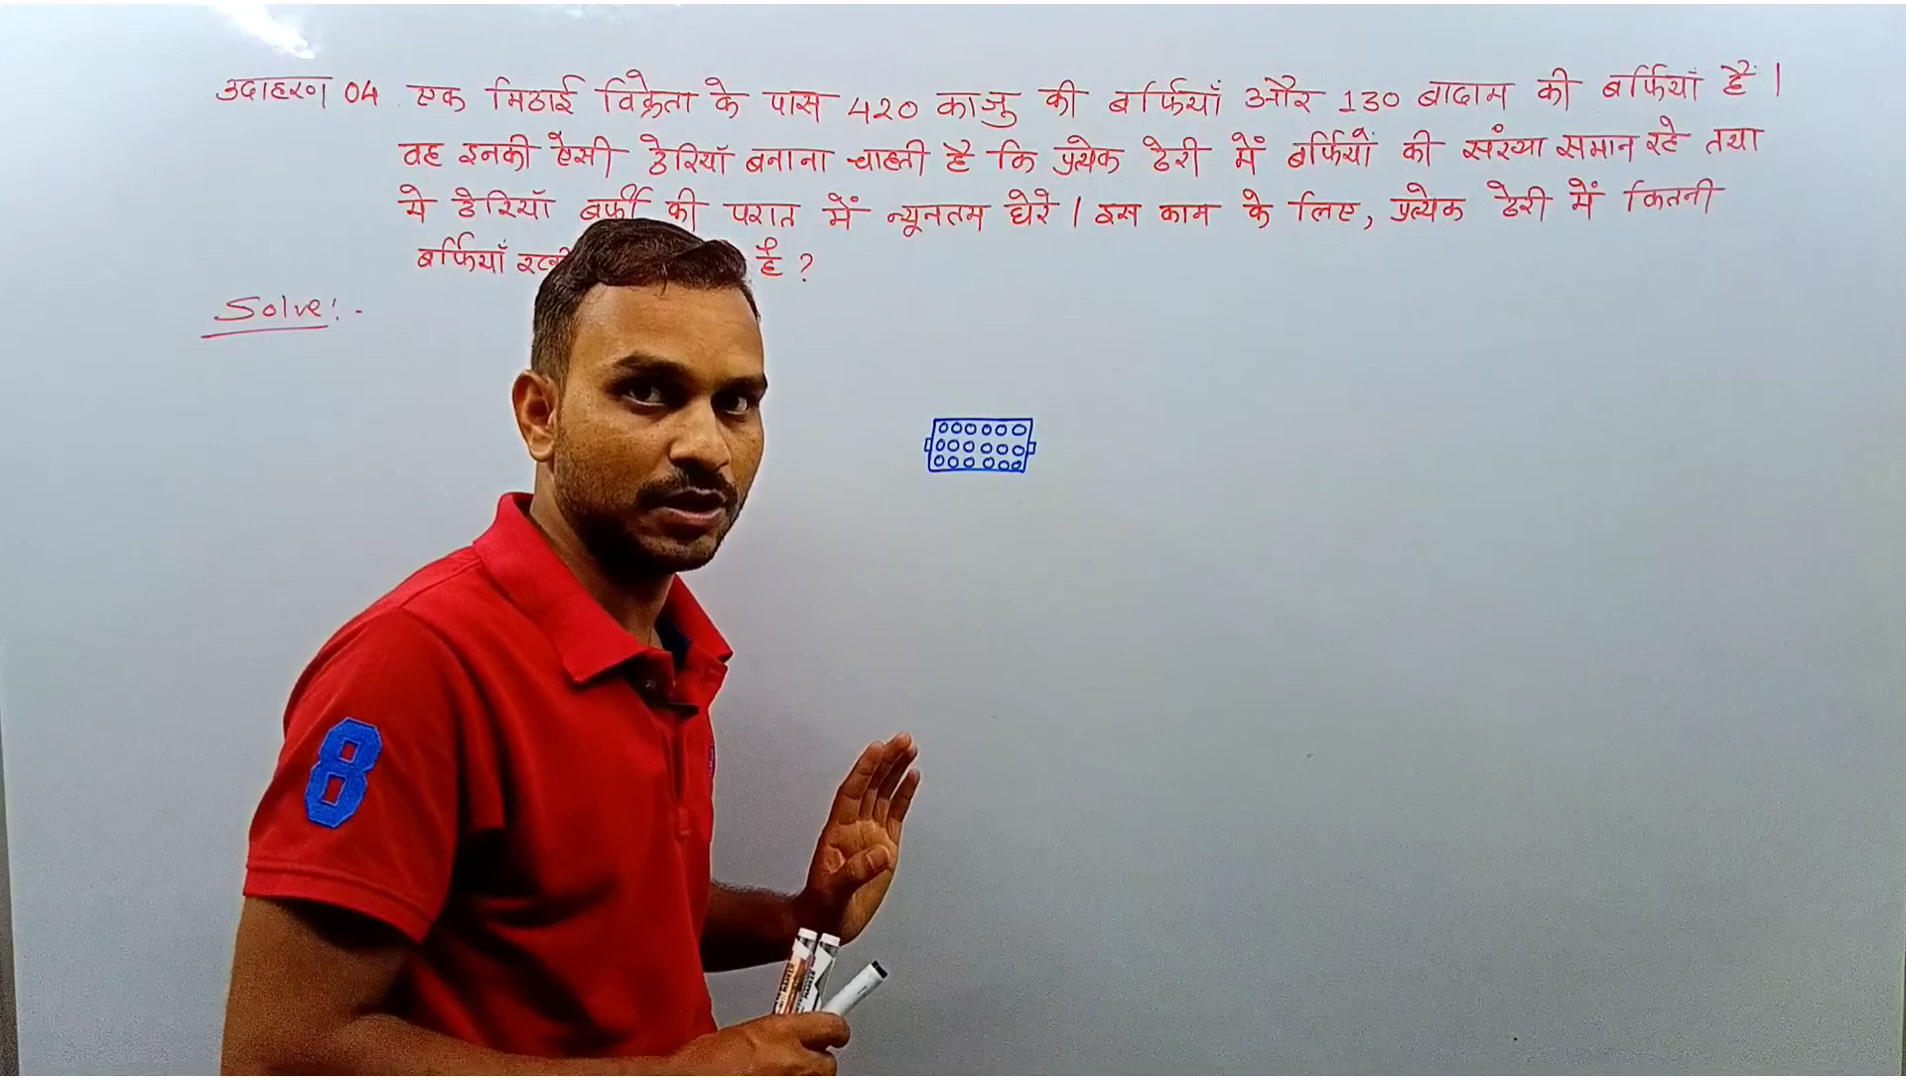 उदाहरण 04 एक मिठाई विक्रेता के पास 420 काजु की बर्फियाँ और 130 बादाम की बर्फियाँ हैं।
वह इनकी ऐसी ढेरियाँ बनाना चाहती है कि प्रत्येक ढेरी में बर्फियों की संख्या समान रहे तथा
ये ढेरियाँ बर्फी की परात में न्यूनतम घेरे। इस काम के लिए, प्रत्येक ढेरी में कितनी
बर्फियाँ है ?
Solve:-
8